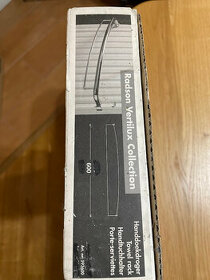 Radson Vertilux Collection
600
Handdoekdrager
Towel rack
Handtuchhalter
Porte-serviettes